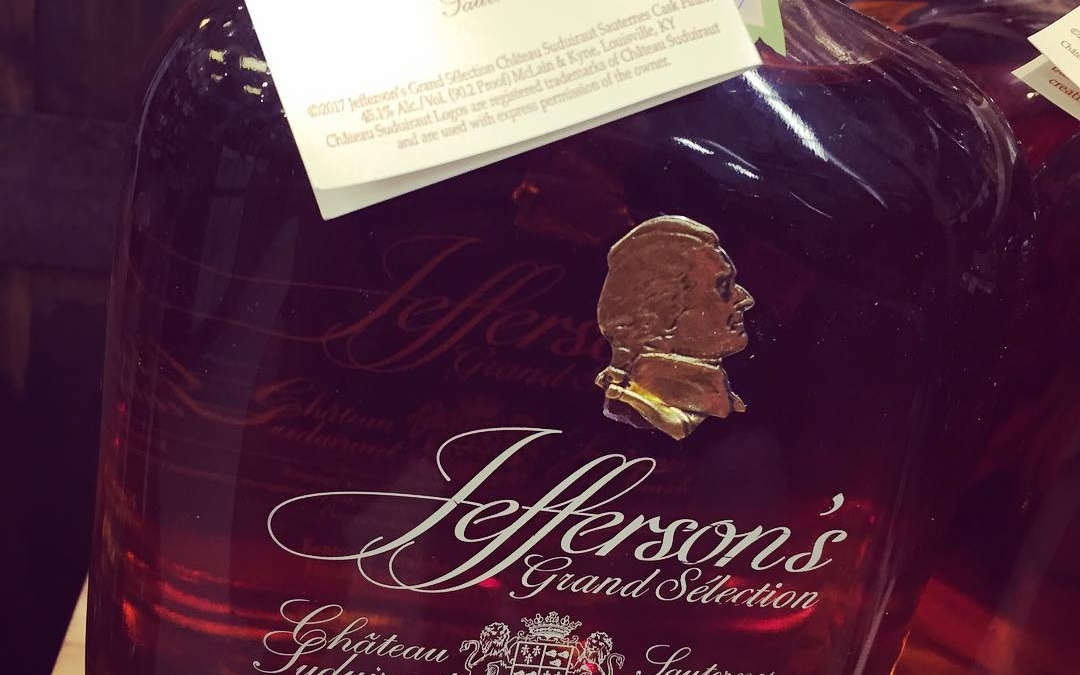 ©2017 Jefferson's Grand Sélection Château Suduiraut Sauternes Cask
45.1% Alc./Vol. (90.2 Proof) McLain & Kyne, Louisville, KY
Château Suduiraut Logos are registered trademarks of Château Suduiraut
and are used with express permission of the owner.
Jefferson's
Grand Sélection
Château
Suduiraut
Sauternes